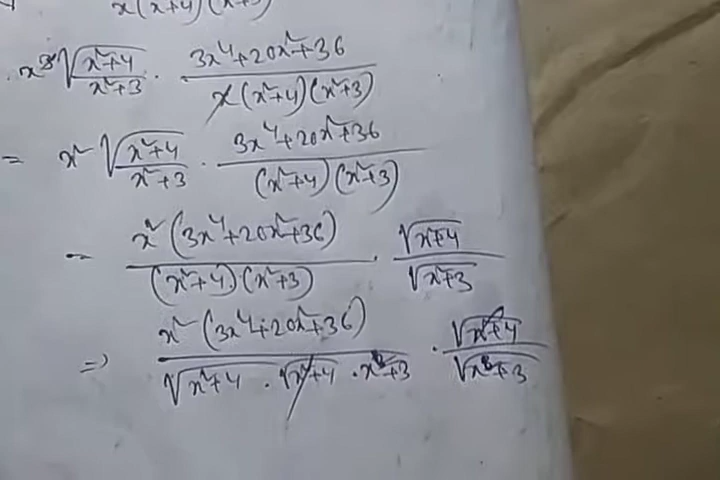 x(x+4)(x+3)
x³√(x²+4/x²+3) · 3x⁴+20x²+36/x(x²+4)(x²+3)
= x²√(x²+4/x²+3) · 3x⁴+20x²+36/(x²+4)(x²+3)
= x²(3x⁴+20x²+36)/(x²+4)(x²+3) · √x²+4/√x²+3
=> x²(3x⁴+20x²+36)/√x²+4 · √x²+4 · x²+3 · √x²+4/√x²+3